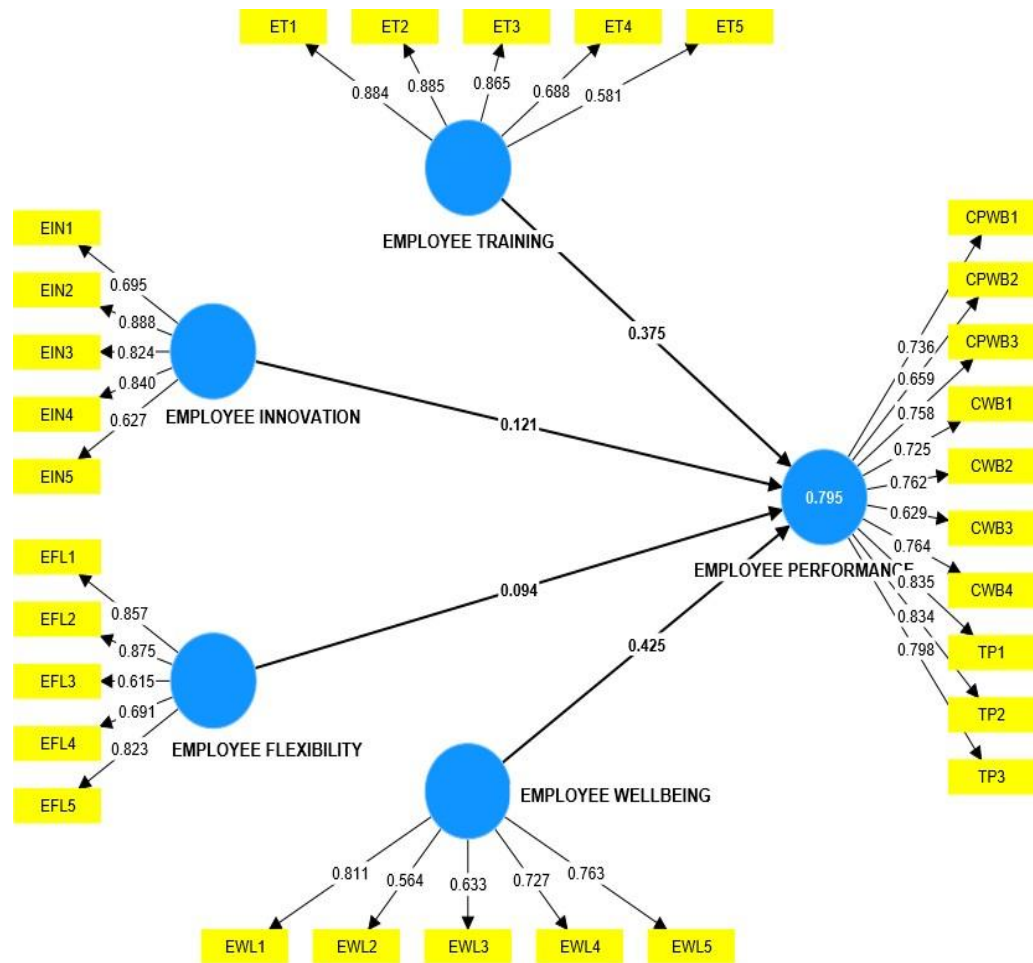 ET1
ET2
ET3
ET4
ET5
0.884
0.885
0.865
0.688
0.581
EMPLOYEE TRAINING
EIN1
EIN2
EIN3
EIN4
EIN5
0.695
0.888
0.824
0.840
0.627
EMPLOYEE INNOVATION
EFL1
EFL2
EFL3
EFL4
EFL5
0.857
0.875
0.615
0.691
0.823
EMPLOYEE FLEXIBILITY
0.375
0.121
0.094
0.425
EMPLOYEE WELLBEING
0.811
0.564
0.633
0.727
0.763
EWL1
EWL2
EWL3
EWL4
EWL5
0.795
EMPLOYEE PERFORMANCE
0.736
0.659
0.758
0.725
0.762
0.629
0.764
0.835
0.834
0.798
CPWB1
CPWB2
CPWB3
CWB1
CWB2
CWB3
CWB4
TP1
TP2
TP3